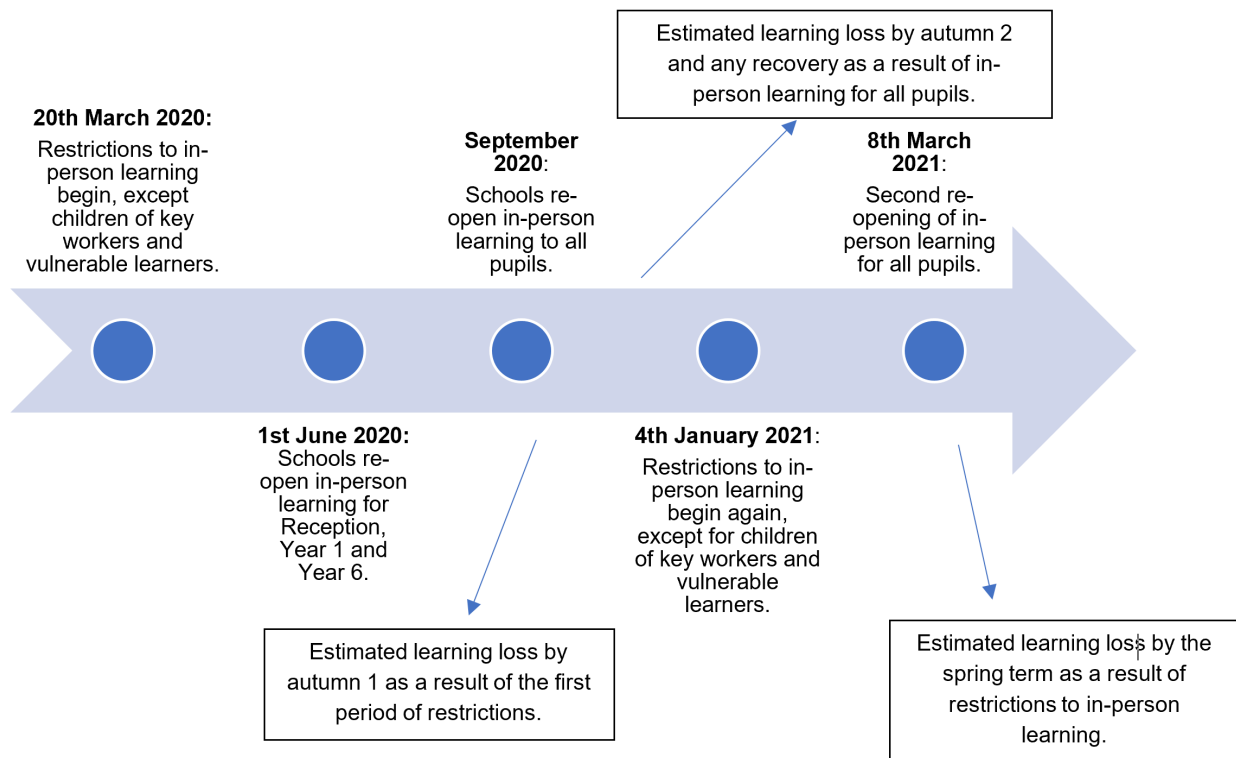 Estimated learning loss by autumn 2
and any recovery as a result of in-
person learning for all pupils.
20th March 2020:
Restrictions to in-
person learning
begin, except
children of key
workers and
vulnerable learners.
September
2020:
Schools re-
open in-person
learning to all
pupils.
8th March
2021:
Second re-
opening of in-
person learning
for all pupils.
1st June 2020:
Schools re-
open in-person
learning for
Reception,
Year 1 and
Year 6.
4th January 2021:
Restrictions to in-
person learning
begin again,
except for children
of key workers and
vulnerable
learners.
Estimated learning loss by
autumn 1 as a result of the first
period of restrictions.
Estimated learning loss by the
spring term as a result of
restrictions to in-person
learning.